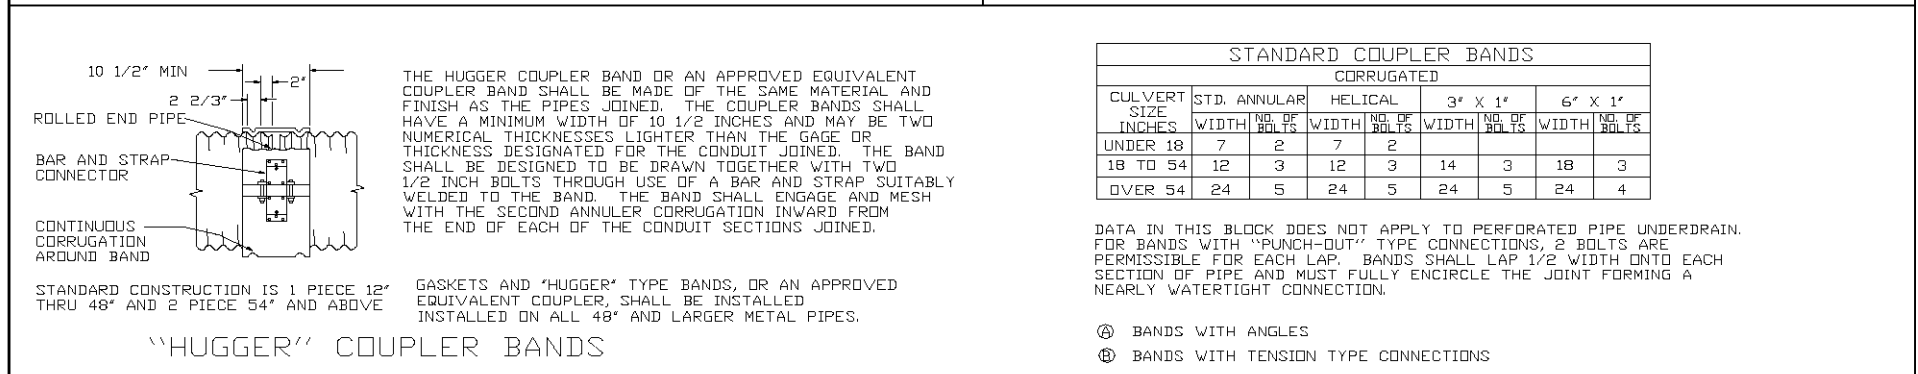 10 1/2" MIN
2"
2 2/3"
ROLLED END PIPE
BAR AND STRAP
CONNECTOR
CONTINUOUS
CORRUGATION
AROUND BAND
STANDARD CONSTRUCTION IS 1 PIECE 12"
THRU 48" AND 2 PIECE 54" AND ABOVE
THE HUGGER COUPLER BAND OR AN APPROVED EQUIVALENT
COUPLER BAND SHALL BE MADE OF THE SAME MATERIAL AND
FINISH AS THE PIPES JOINED. THE COUPLER BANDS SHALL
HAVE A MINIMUM WIDTH OF 10 1/2 INCHES AND MAY BE TWO
NUMERICAL THICKNESSES LIGHTER THAN THE GAGE OR
THICKNESS DESIGNATED FOR THE CONDUIT JOINED. THE BAND
SHALL BE DESIGNED TO BE DRAWN TOGETHER WITH TWO
1/2 INCH BOLTS THROUGH USE OF A BAR AND STRAP SUITABLY
WELDED TO THE BAND. THE BAND SHALL ENGAGE AND MESH
WITH THE SECOND ANNULER CORRUGATION INWARD FROM
THE END OF EACH OF THE CONDUIT SECTIONS JOINED.
GASKETS AND "HUGGER" TYPE BANDS, OR AN APPROVED
EQUIVALENT COUPLER, SHALL BE INSTALLED
INSTALLED ON ALL 48" AND LARGER METAL PIPES.
"HUGGER" COUPLER BANDS
STANDARD COUPLER BANDS
CORRUGATED
CULVERT SIZE INCHES STD. ANNULAR HELICAL 3" X 1" 6" X 1"
WIDTH NO. OF BOLTS WIDTH NO. OF BOLTS WIDTH NO. OF BOLTS WIDTH NO. OF BOLTS
UNDER 18 7 2 7 2
18 TO 54 12 3 12 3 14 3 18 3
OVER 54 24 5 24 5 24 5 24 4
DATA IN THIS BLOCK DOES NOT APPLY TO PERFORATED PIPE UNDERDRAIN.
FOR BANDS WITH "PUNCH-OUT" TYPE CONNECTIONS, 2 BOLTS ARE
PERMISSIBLE FOR EACH LAP. BANDS SHALL LAP 1/2 WIDTH ONTO EACH
SECTION OF PIPE AND MUST FULLY ENCIRCLE THE JOINT FORMING A
NEARLY WATERTIGHT CONNECTION.
Ⓐ BANDS WITH ANGLES
Ⓑ BANDS WITH TENSION TYPE CONNECTIONS